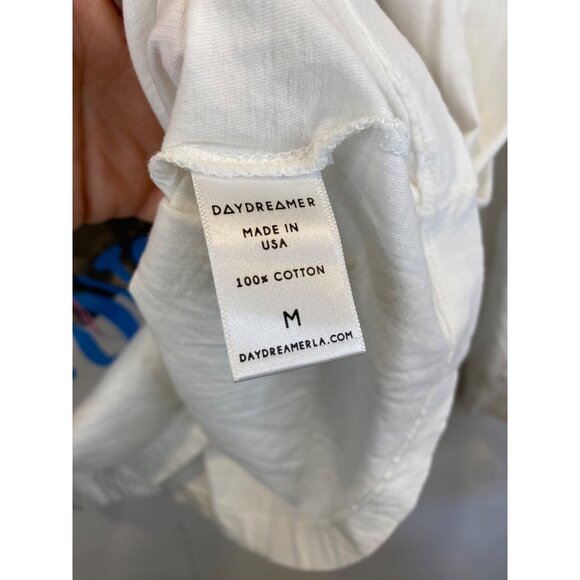 DAYDREAMER
MADE IN
USA
100% COTTON
M
DAYDREAMERLA.COM